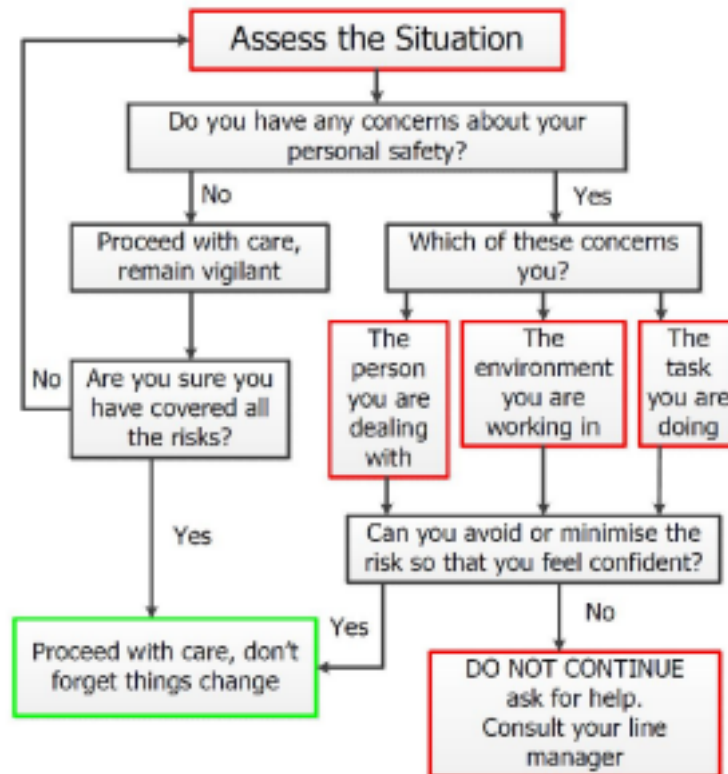 Assess the Situation
Do you have any concerns about your
personal safety?
No
Yes
Proceed with care,
remain vigilant
Which of these concerns
you?
The
person
you are
dealing
with
The
environment
you are
working in
The
task
you are
doing
No
Are you sure you
have covered all
the risks?
Yes
Can you avoid or minimise the
risk so that you feel confident?
Yes
No
Proceed with care, don't
forget things change
DO NOT CONTINUE
ask for help.
Consult your line
manager